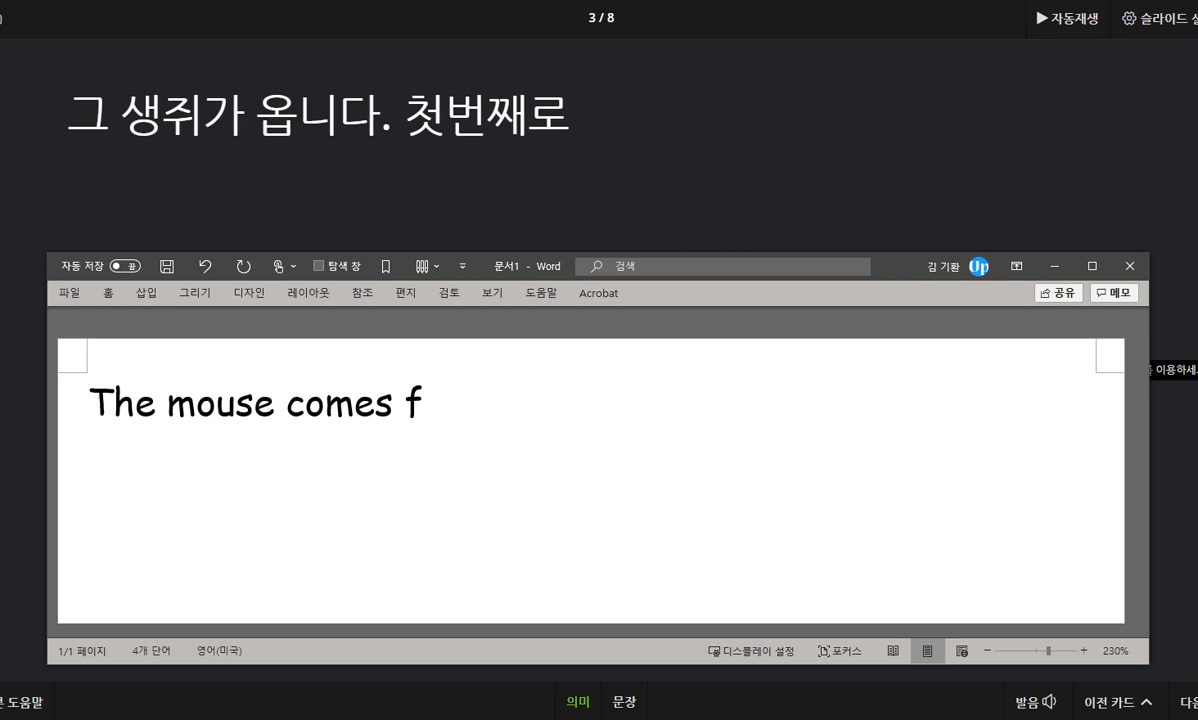 3 / 8
▶ 자동재생
슬라이드
그 생쥐가 옵니다. 첫번째로
자동 저장 끔 탐색 창 문서1 - Word 검색 김 기환 Up
파일 홈 삽입 그리기 디자인 레이아웃 참조 편지 검토 보기 도움말 Acrobat 공유 메모
이용하세
The mouse comes f
1/1 페이지 4개 단어 영어(미국) 디스플레이 설정 포커스 - + 230%
도움말 의미 문장 발음 이전 카드